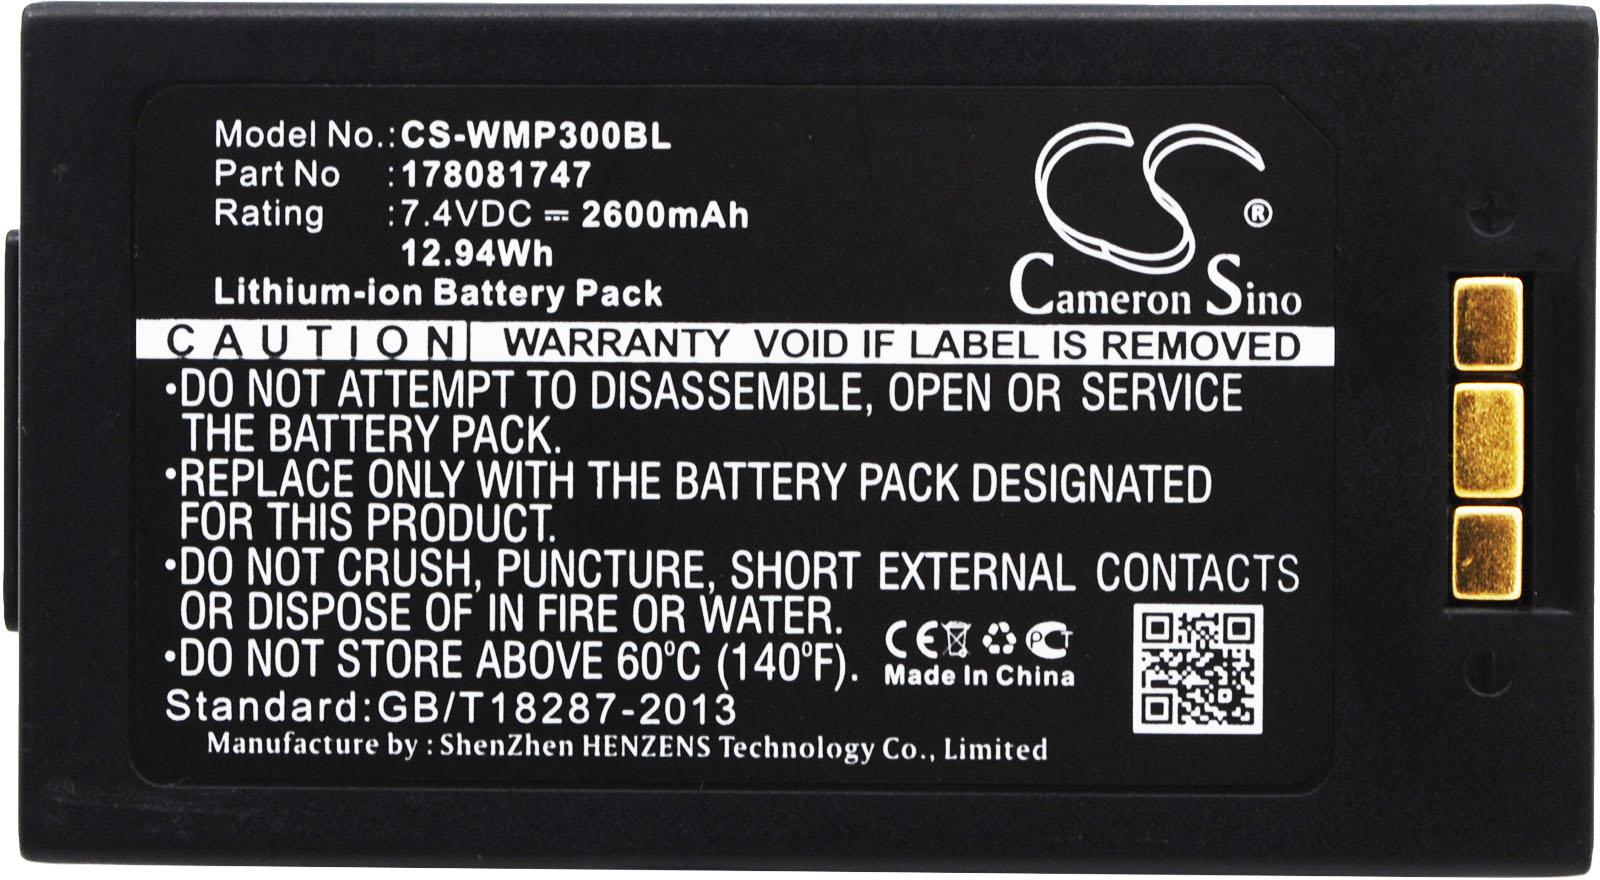 Model No.:CS-WMP300BL
Part No :178081747
Rating :7.4VDC ⎓ 2600mAh
12.94Wh
Lithium-ion Battery Pack
Cameron Sino ®
CAUTION WARRANTY VOID IF LABEL IS REMOVED
•DO NOT ATTEMPT TO DISASSEMBLE, OPEN OR SERVICE
THE BATTERY PACK.
•REPLACE ONLY WITH THE BATTERY PACK DESIGNATED
FOR THIS PRODUCT.
•DO NOT CRUSH, PUNCTURE, SHORT EXTERNAL CONTACTS
OR DISPOSE OF IN FIRE OR WATER.
•DO NOT STORE ABOVE 60°C (140°F).
CE PCT
Made In China
Standard:GB/T18287-2013
Manufacture by : ShenZhen HENZENS Technology Co., Limited